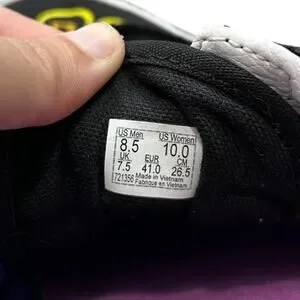 US Men US Women
8.5 10.0
UK EUR CM
7.5 41.0 26.5
721356 Made in Vietnam
Fabriqué en Vietnam